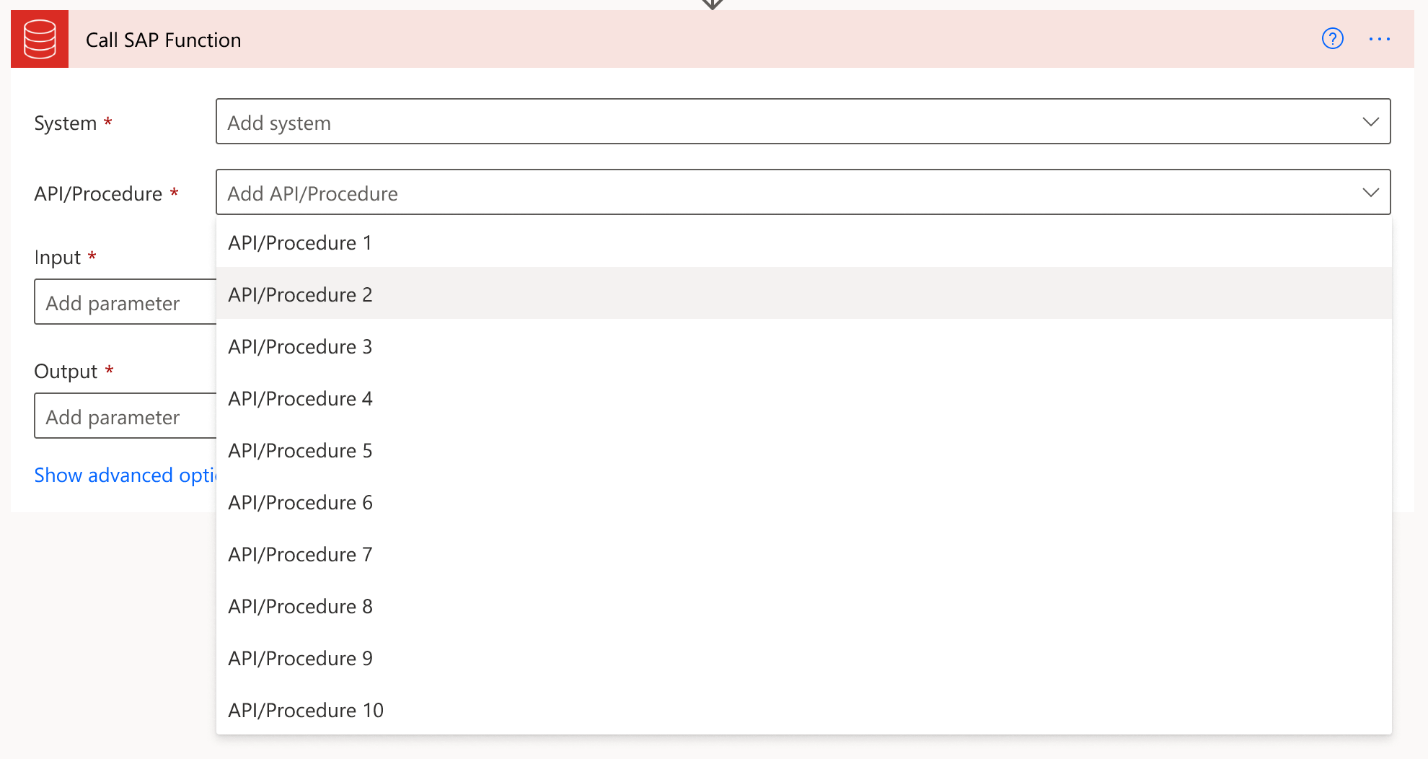 Call SAP Function
?
System *
Add system
API/Procedure *
Add API/Procedure
API/Procedure 1
Input *
Add parameter
API/Procedure 2
API/Procedure 3
Output *
Add parameter
API/Procedure 4
API/Procedure 5
Show advanced opti
API/Procedure 6
API/Procedure 7
API/Procedure 8
API/Procedure 9
API/Procedure 10